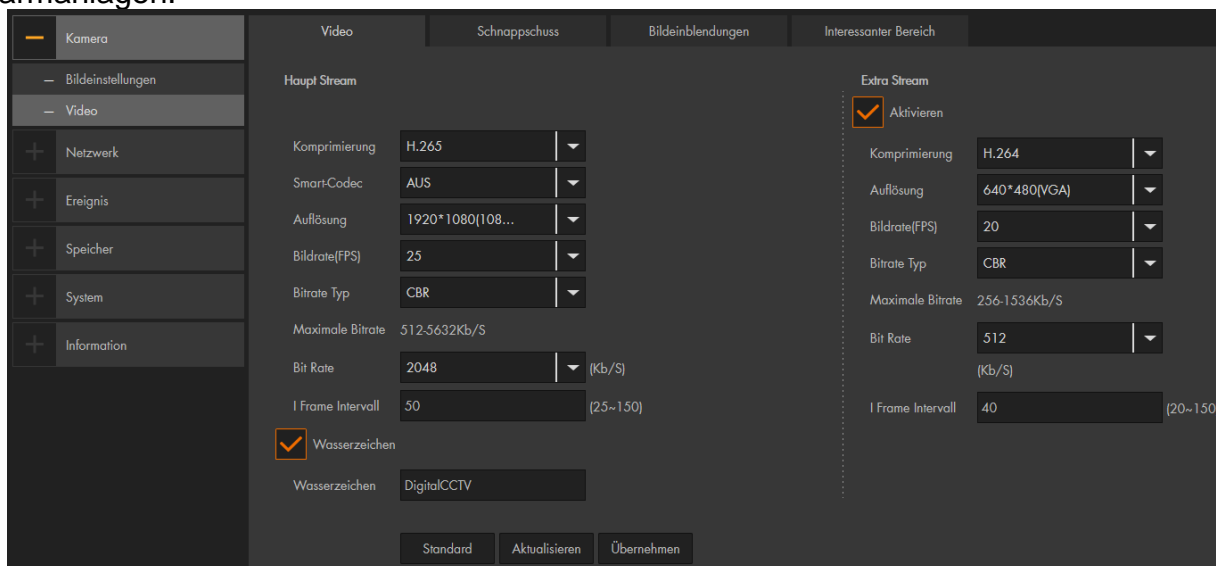 Kamera
Bildeinstellungen
Video
Netzwerk
Ereignis
Speicher
System
Information
Video Schnappschuss Bildeinblendungen Interessanter Bereich
Haupt Stream
Komprimierung H.265
Smart-Codec AUS
Auflösung 1920*1080(108...
Bildrate(FPS) 25
Bitrate Typ CBR
Maximale Bitrate 512-5632Kb/S
Bit Rate 2048 (Kb/S)
I Frame Intervall 50 (25~150)
Wasserzeichen
Wasserzeichen DigitalCCTV
Standard Aktualisieren Übernehmen
Extra Stream
Aktivieren
Komprimierung H.264
Auflösung 640*480(VGA)
Bildrate(FPS) 20
Bitrate Typ CBR
Maximale Bitrate 256-1536Kb/S
Bit Rate 512
(Kb/S)
I Frame Intervall 40 (20~150